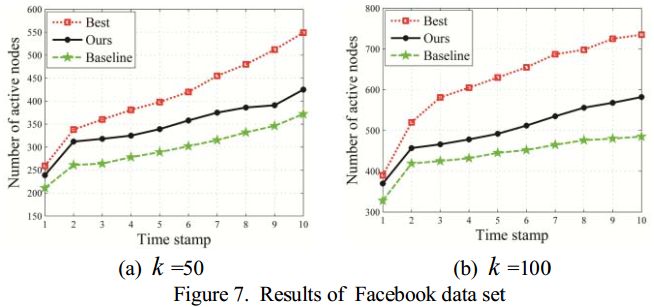 600
550
500
450
400
350
300
250
200
150
Number of active nodes
Best
Ours
Baseline
1 2 3 4 5 6 7 8 9 10
Time stamp
(a) k =50
800
700
600
500
400
300
Number of active nodes
Best
Ours
Baseline
1 2 3 4 5 6 7 8 9 10
Time stamp
(b) k =100
Figure 7. Results of Facebook data set